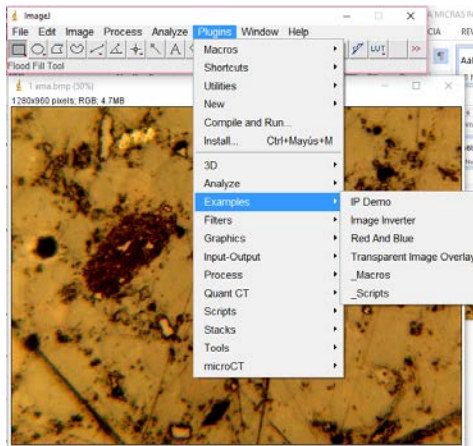 ImageJ
File Edit Image Process Analyze Plugins Window Help
Flood Fill Tool
1 ama.bmp (50%)
1280x960 pixels; RGB; 4.7MB
Macros
Shortcuts
Utilities
New
Compile and Run...
Install... Ctrl+Mayús+M
3D
Analyze
Examples
Filters
Graphics
Input-Output
Process
Quant CT
Scripts
Stacks
Tools
microCT
IP Demo
Image Inverter
Red And Blue
Transparent Image Overlay
_Macros
_Scripts
LUT
>>
A MICRAS
CIA REV